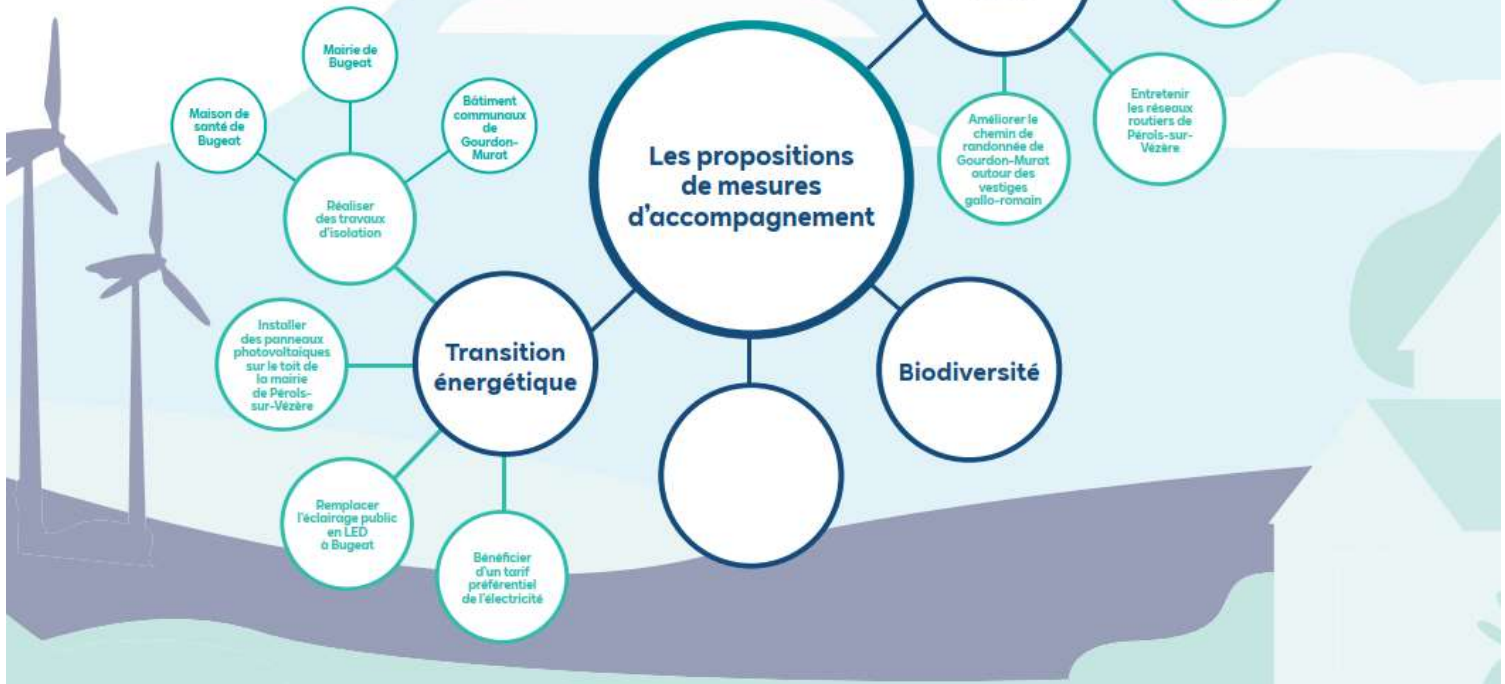 Mairie de
Bugeat
Maison de
santé de
Bugeat
Bâtiment
communaux
de
Gourdon-
Murat
Réaliser
des travaux
d'isolation
Installer
des panneaux
photovoltaïques
sur le toit de
la mairie
de Pérols-
sur-Vézère
Transition
énergétique
Remplacer
l'éclairage public
en LED
à Bugeat
Bénéficier
d'un tarif
préférentiel
de l'électricité
Les propositions
de mesures
d'accompagnement
Améliorer le
chemin de
randonnée de
Gourdon-Murat
autour des
vestiges
gallo-romain
Entretenir
les réseaux
routiers de
Pérols-sur-
Vézère
Biodiversité